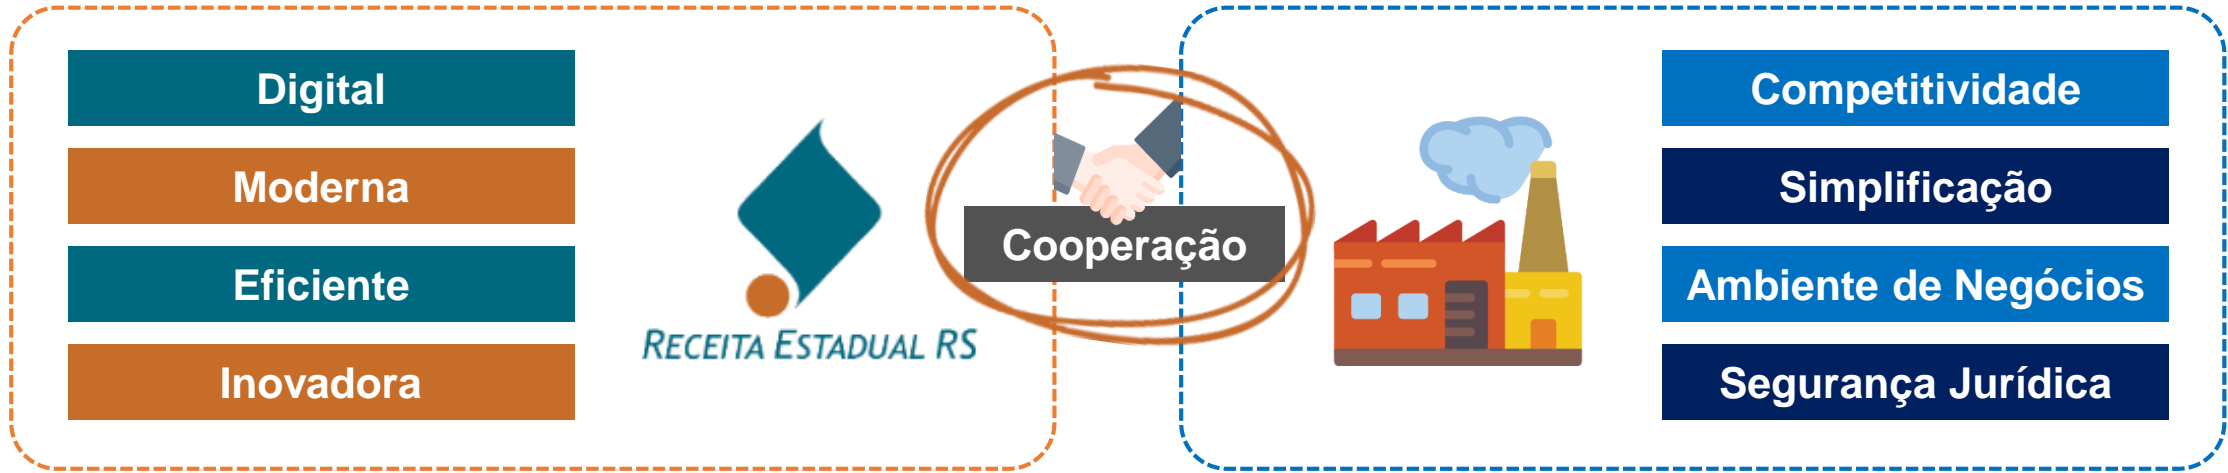 Digital
Moderna
Eficiente
Inovadora
RECEITA ESTADUAL RS
Cooperação
Competitividade
Simplificação
Ambiente de Negócios
Segurança Jurídica